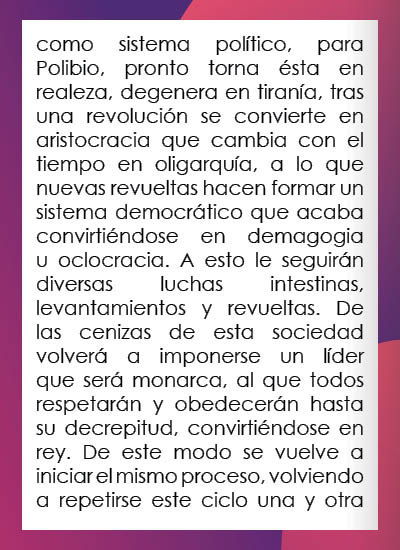 como sistema político, para
Polibio, pronto torna ésta en
realeza, degenera en tiranía, tras
una revolución se convierte en
aristocracia que cambia con el
tiempo en oligarquía, a lo que
nuevas revueltas hacen formar un
sistema democrático que acaba
convirtiéndose en demagogia
u oclocracia. A esto le seguirán
diversas luchas intestinas,
levantamientos y revueltas. De
las cenizas de esta sociedad
volverá a imponerse un líder
que será monarca, al que todos
respetarán y obedecerán hasta
su decrepitud, convirtiéndose en
rey. De este modo se vuelve a
iniciar el mismo proceso, volviendo
a repetirse este ciclo una y otra